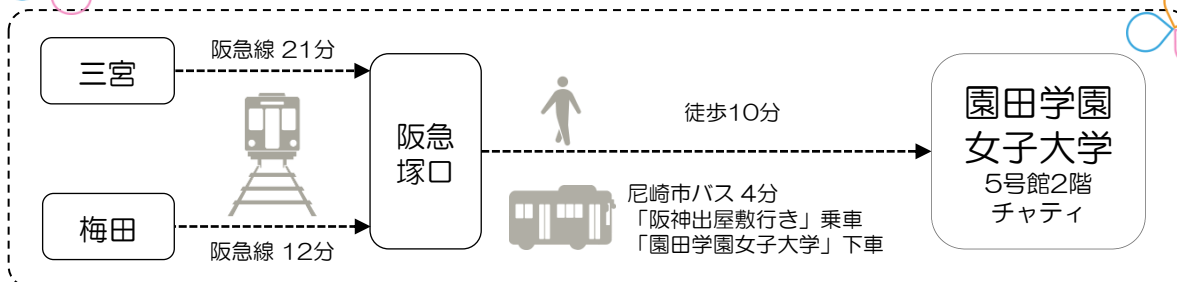 三宮
阪急線 21分
梅田
阪急線 12分
阪急
塚口
徒歩10分
尼崎市バス 4分
「阪神出屋敷行き」乗車
「園田学園女子大学」下車
園田学園
女子大学
5号館2階
チャティ